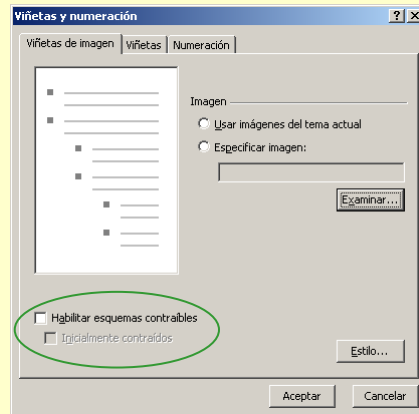 Viñetas y numeración
Viñetas de imagen Viñetas Numeración
Imagen
Usar imágenes del tema actual
Especificar imagen:
Examinar...
Habilitar esquemas contraíbles
Inicialmente contraídos
Estilo...
Aceptar Cancelar